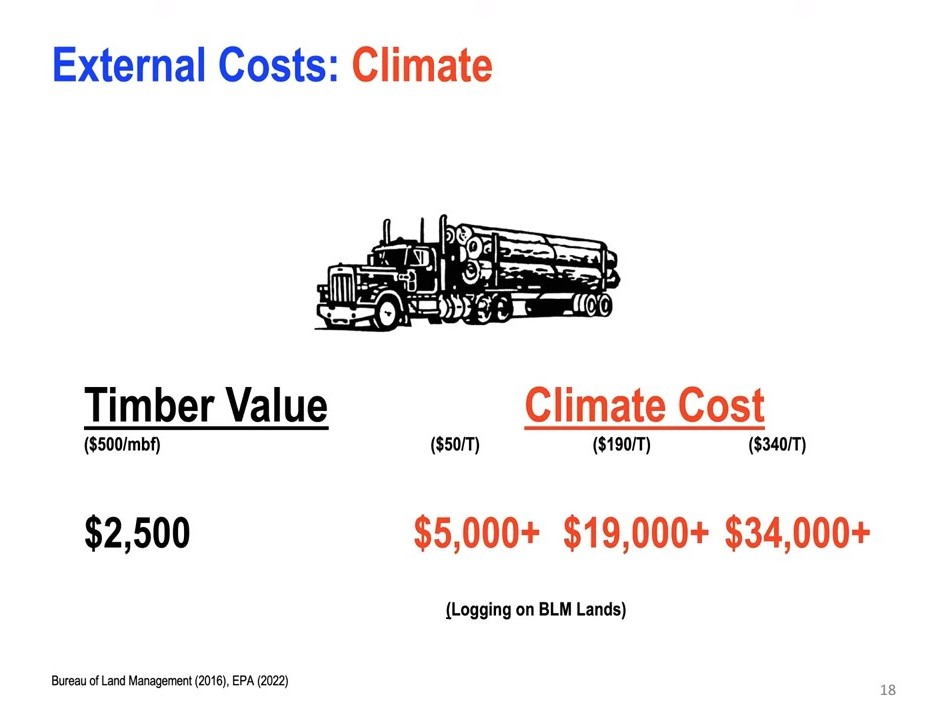 External Costs: Climate
Timber Value Climate Cost
($500/mbf) ($50/T) ($190/T) ($340/T)
$2,500 $5,000+ $19,000+ $34,000+
(Logging on BLM Lands)
Bureau of Land Management (2016), EPA (2022)
18